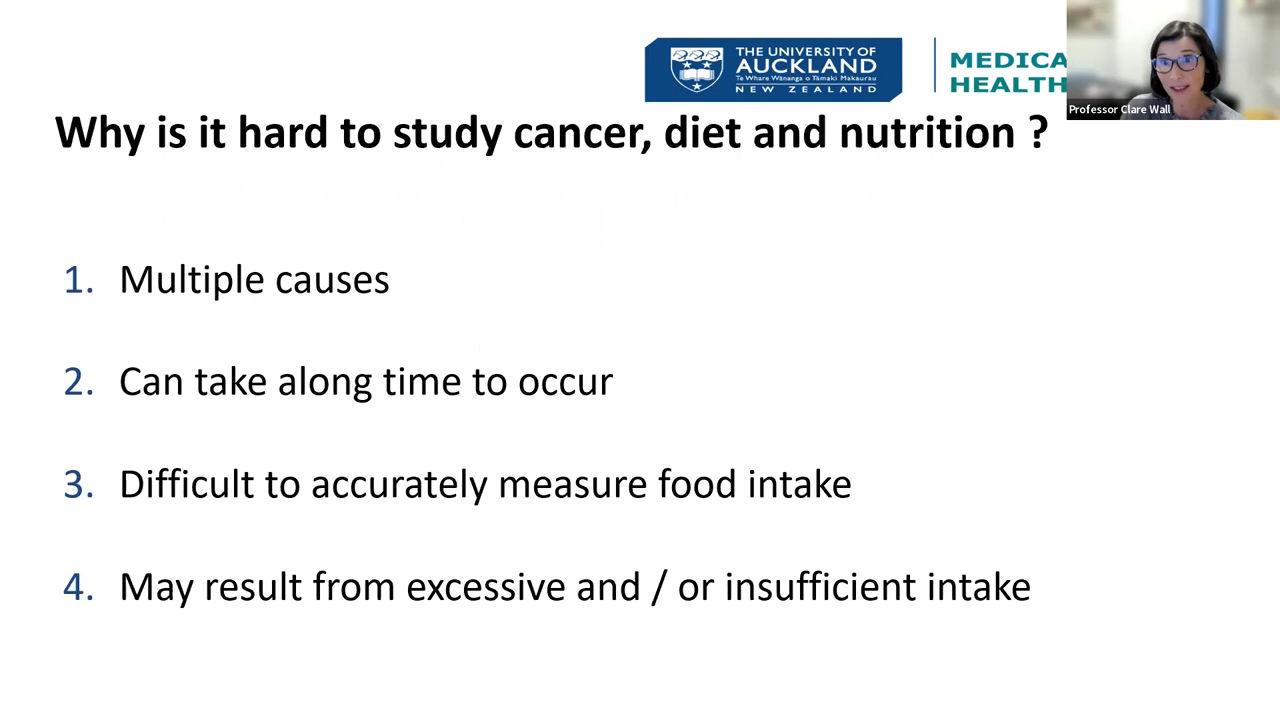 THE UNIVERSITY OF
AUCKLAND
Te Whare Wānanga o Tāmaki Makaurau
NEW ZEALAND
MEDICA
HEALTH
Professor Clare Wall
Why is it hard to study cancer, diet and nutrition ?
1. Multiple causes
2. Can take along time to occur
3. Difficult to accurately measure food intake
4. May result from excessive and / or insufficient intake